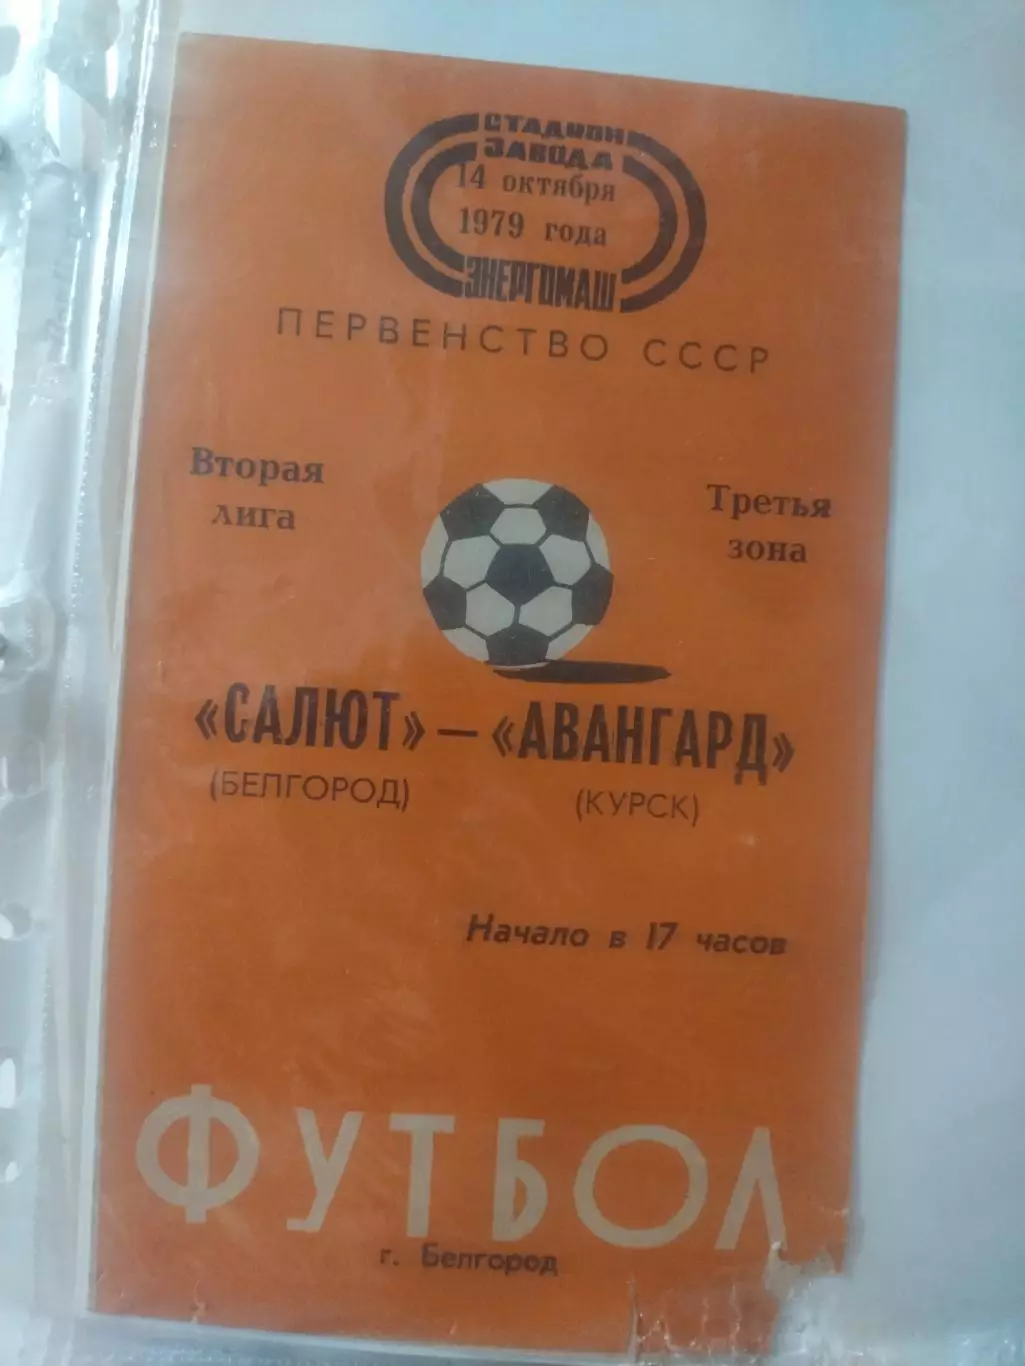 СТАДИОН
ЗАВОДА
14 октября
1979 года
ЭНЕРГОМАШ
ПЕРВЕНСТВО СССР
Вторая
лига
Третья
зона
«САЛЮТ» — «АВАНГАРД»
(БЕЛГОРОД) (КУРСК)
Начало в 17 часов
ФУТБОЛ
г. Белгород